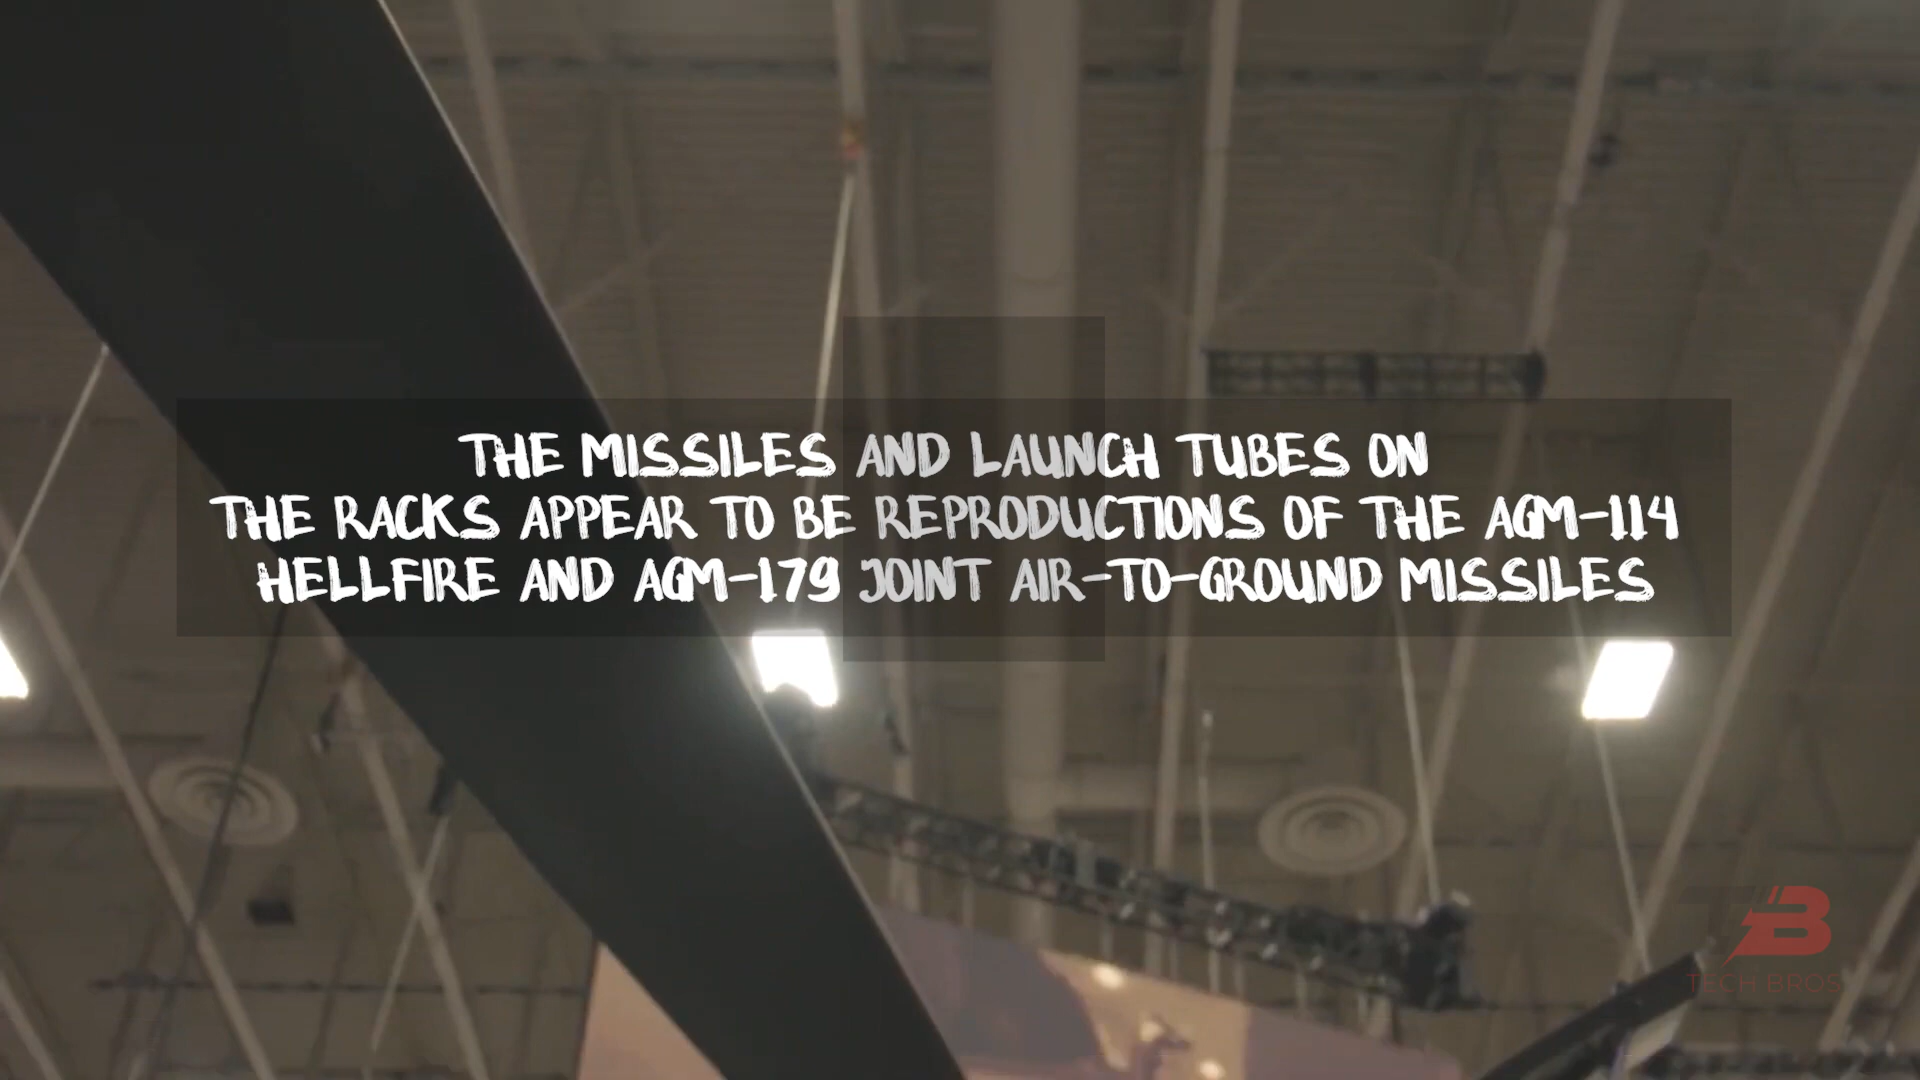 THE MISSILES AND LAUNCH TUBES ON
THE RACKS APPEAR TO BE REPRODUCTIONS OF THE AGM-114
HELLFIRE AND AGM-179 JOINT AIR-TO-GROUND MISSILES
TB
TECH BROS